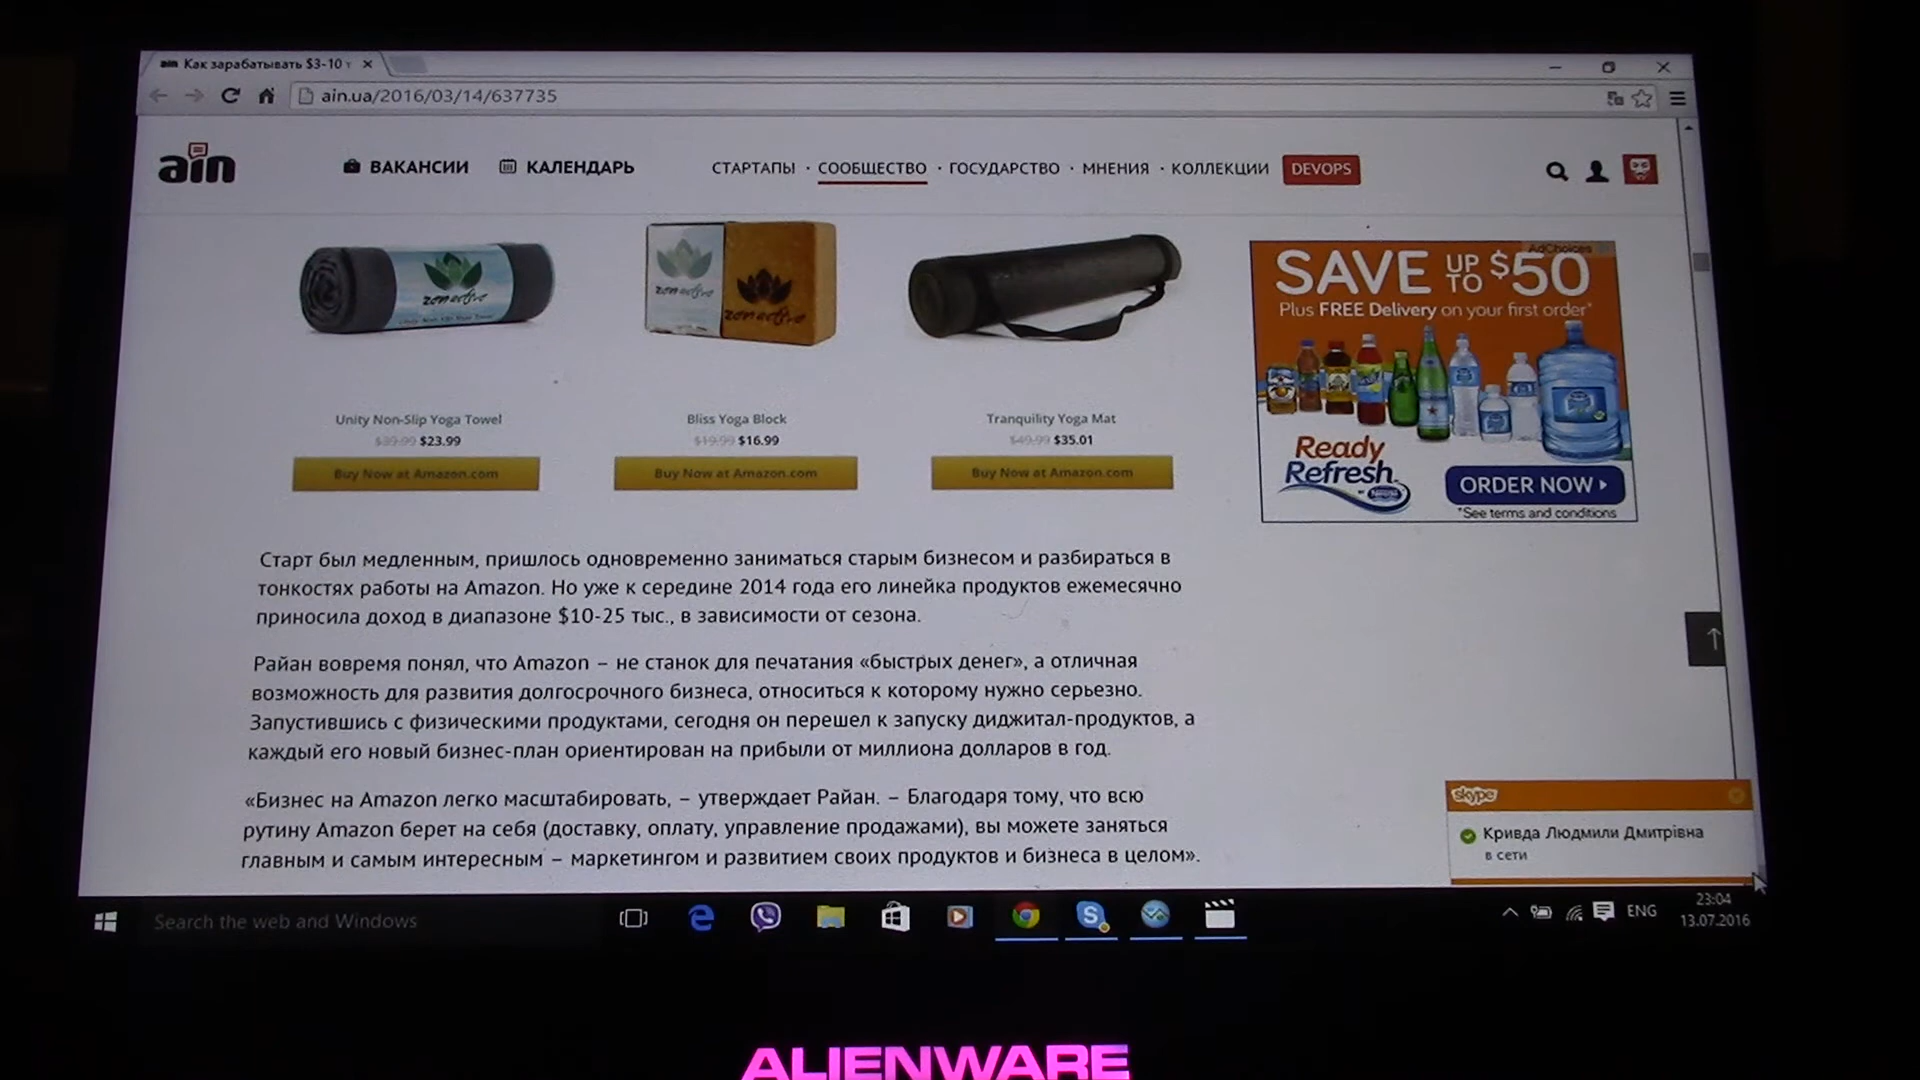 ain Как зарабатывать $3-10 т
ain.ua/2016/03/14/637735
ain
ВАКАНСИИ
КАЛЕНДАРЬ
СТАРТАПЫ · СООБЩЕСТВО · ГОСУДАРСТВО · МНЕНИЯ · КОЛЛЕКЦИИ
DEVOPS
AdChoices
SAVE UP TO $50
Plus FREE Delivery on your first order*
Ready
Refresh
ORDER NOW
*See terms and conditions
Unity Non-Slip Yoga Towel
$39.99 $23.99
Buy Now at Amazon.com
Bliss Yoga Block
$19.99 $16.99
Buy Now at Amazon.com
Tranquility Yoga Mat
$49.99 $35.01
Buy Now at Amazon.com
Старт был медленным, пришлось одновременно заниматься старым бизнесом и разбираться в
тонкостях работы на Amazon. Но уже к середине 2014 года его линейка продуктов ежемесячно
приносила доход в диапазоне $10-25 тыс., в зависимости от сезона.
Райан вовремя понял, что Amazon – не станок для печатания «быстрых денег», а отличная
возможность для развития долгосрочного бизнеса, относиться к которому нужно серьезно.
Запустившись с физическими продуктами, сегодня он перешел к запуску диджитал-продуктов, а
каждый его новый бизнес-план ориентирован на прибыли от миллиона долларов в год.
«Бизнес на Amazon легко масштабировать, – утверждает Райан. – Благодаря тому, что всю
рутину Amazon берет на себя (доставку, оплату, управление продажами), вы можете заняться
главным и самым интересным – маркетингом и развитием своих продуктов и бизнеса в целом».
skype
Кривда Людмили Дмитрівна
в сети
Search the web and Windows
ENG
23:04
13.07.2016
ALIENWARE